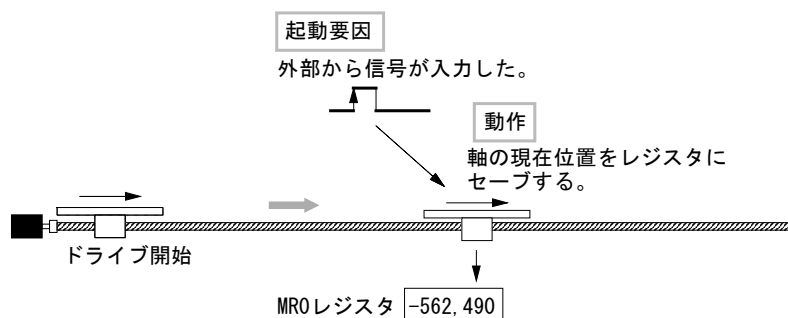 起動要因
外部から信号が入力した。
動作
軸の現在位置をレジスタに
セーブする。
ドライブ開始
MR0レジスタ -562,490